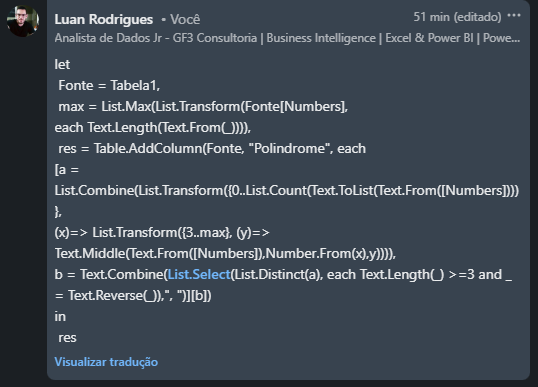 Luan Rodrigues • Você
51 min (editado) •••
Analista de Dados Jr - GF3 Consultoria | Business Intelligence | Excel & Power BI | Powe...
let
Fonte = Tabela1,
max = List.Max(List.Transform(Fonte[Numbers],
each Text.Length(Text.From(_)))),
res = Table.AddColumn(Fonte, "Polindrome", each
[a =
List.Combine(List.Transform({0..List.Count(Text.ToList(Text.From([Numbers])))
},
(x)=> List.Transform({3..max}, (y)=>
Text.Middle(Text.From([Numbers]),Number.From(x),y)))),
b = Text.Combine(List.Select(List.Distinct(a), each Text.Length(_) >=3 and _
= Text.Reverse(_)),", ")][b])
in
res
Visualizar tradução